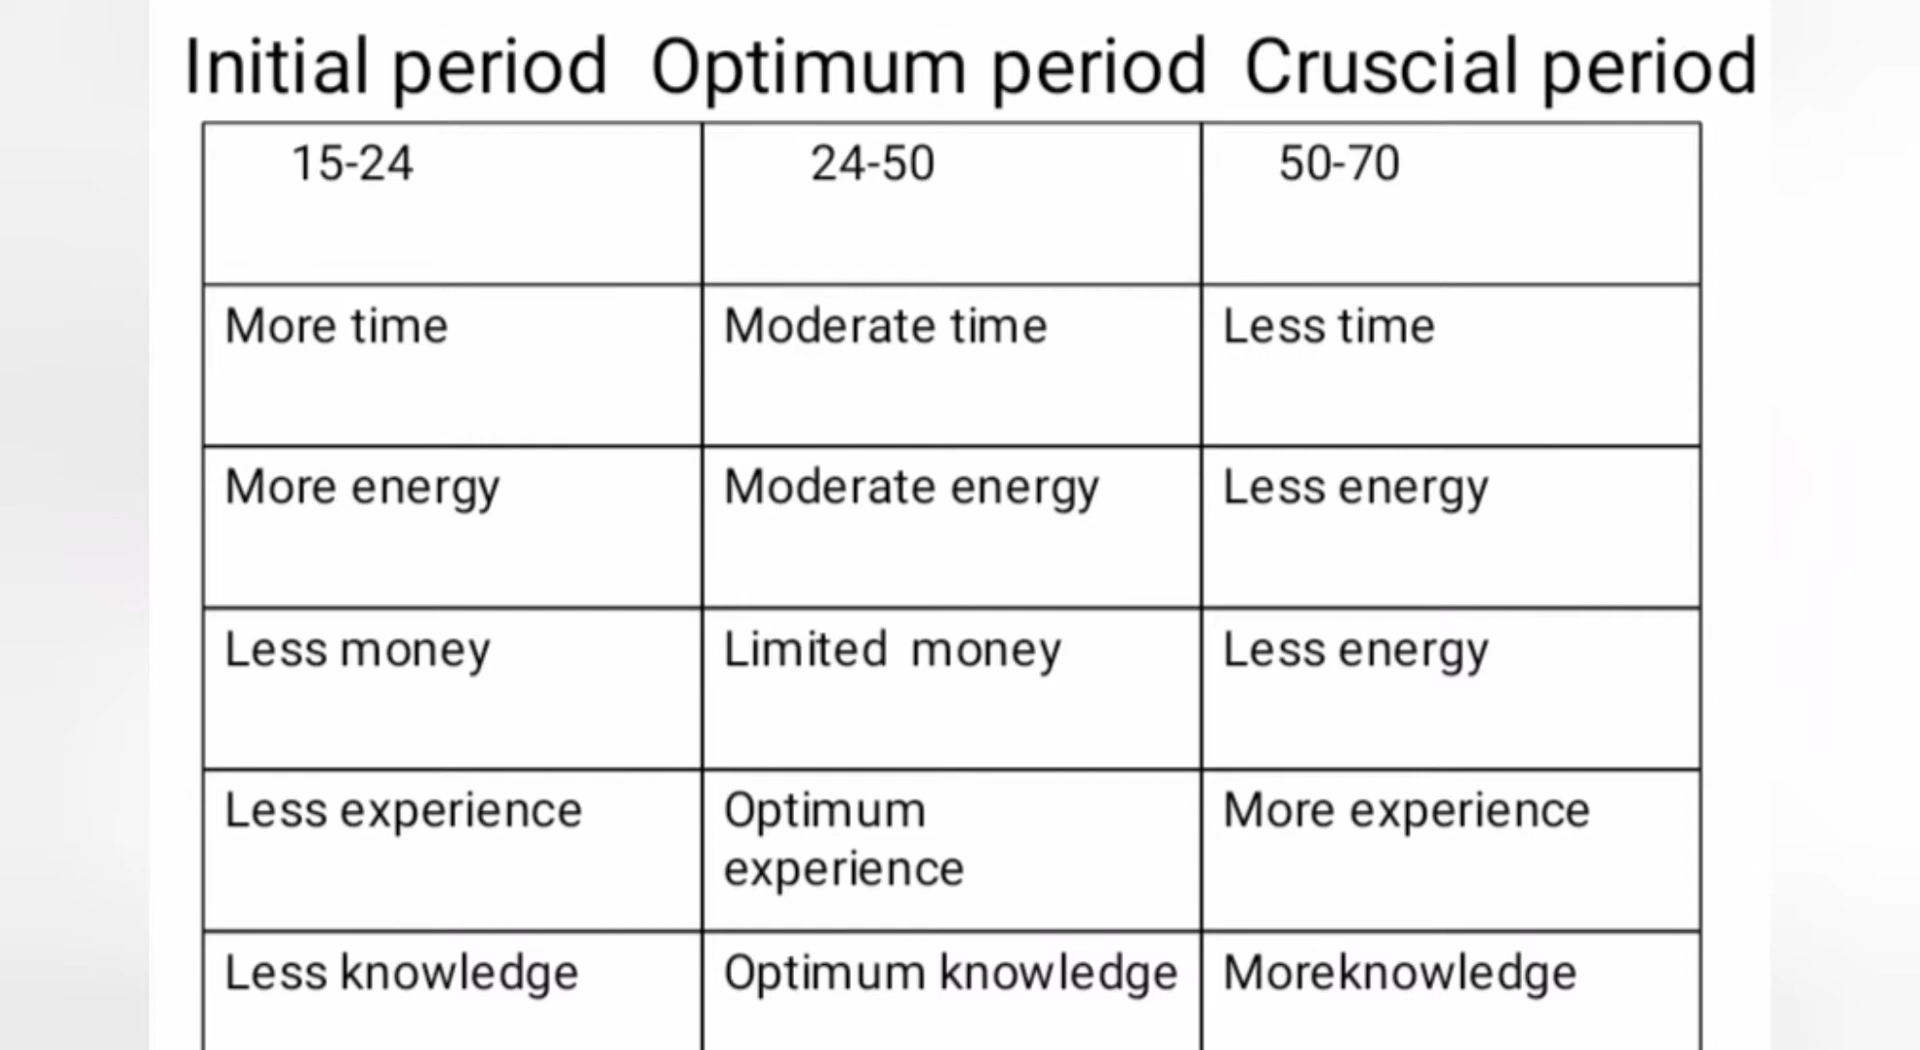 Initial period Optimum period Cruscial period
15-24 24-50 50-70
More time Moderate time Less time
More energy Moderate energy Less energy
Less money Limited money Less energy
Less experience Optimum experience More experience
Less knowledge Optimum knowledge Moreknowledge